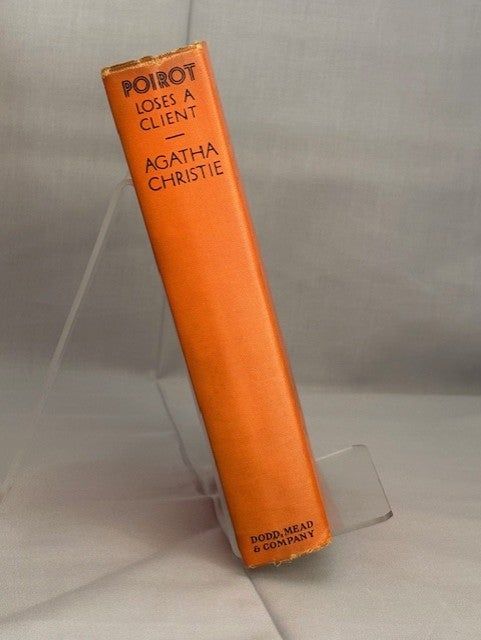 POIROT
LOSES A
CLIENT
—
AGATHA
CHRISTIE
DODD, MEAD
& COMPANY